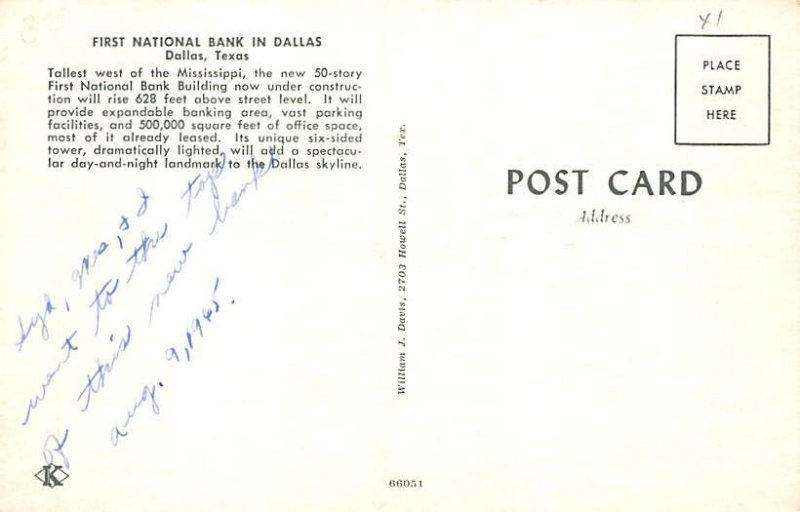 FIRST NATIONAL BANK IN DALLAS
Dallas, Texas
Tallest west of the Mississippi, the new 50-story
First National Bank Building now under construc-
tion will rise 628 feet above street level. It will
provide expandable banking area, vast parking
facilities, and 500,000 square feet of office space,
most of it already leased. Its unique six-sided
tower, dramatically lighted, will add a spectacu-
lar day-and-night landmark to the Dallas skyline.
& I
went to the top
of this new bank
Aug. 9, 1965.
K
William J. Davis, 2703 Howell St., Dallas, Tex.
66051
41
PLACE
STAMP
HERE
POST CARD
Address